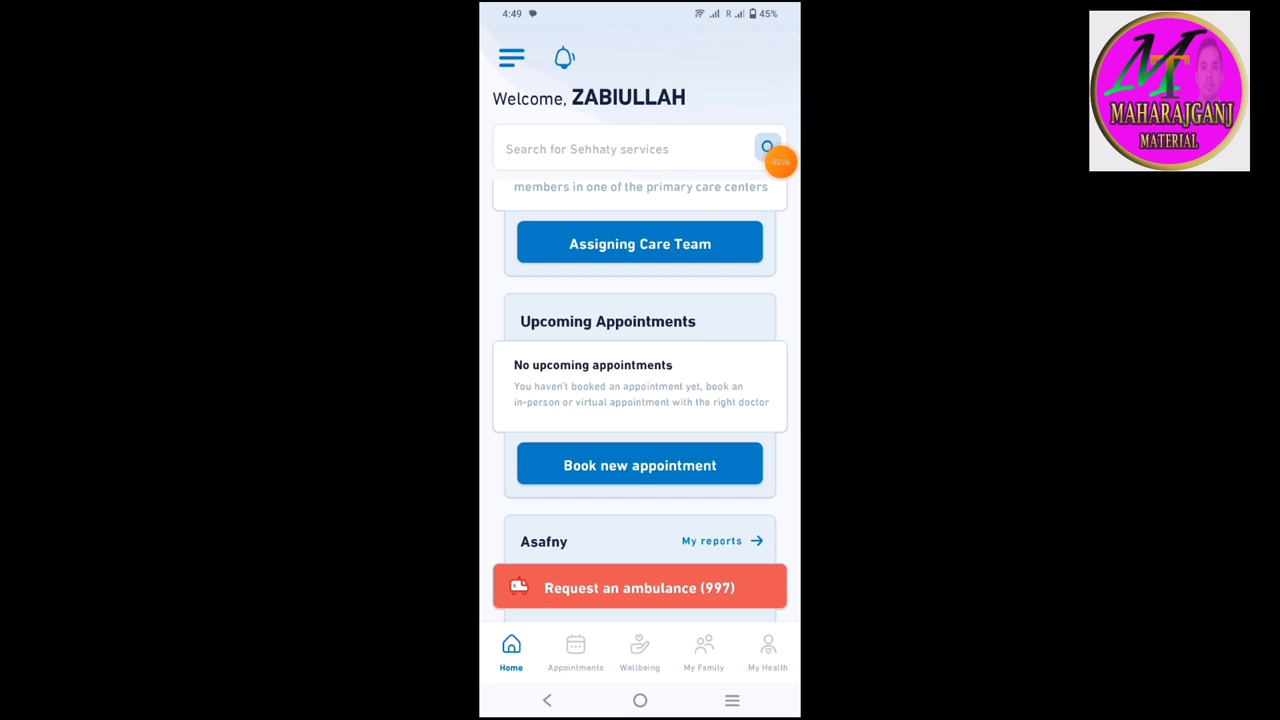 4:49
R
45%
Welcome, ZABIULLAH
Search for Sehhaty services
02:06
members in one of the primary care centers
Assigning Care Team
Upcoming Appointments
No upcoming appointments
You haven't booked an appointment yet, book an
in-person or virtual appointment with the right doctor
Book new appointment
Asafny
My reports
Request an ambulance (997)
Home
Appointments
Wellbeing
My Family
My Health
MT
MAHARAJGANJ
MATERIAL